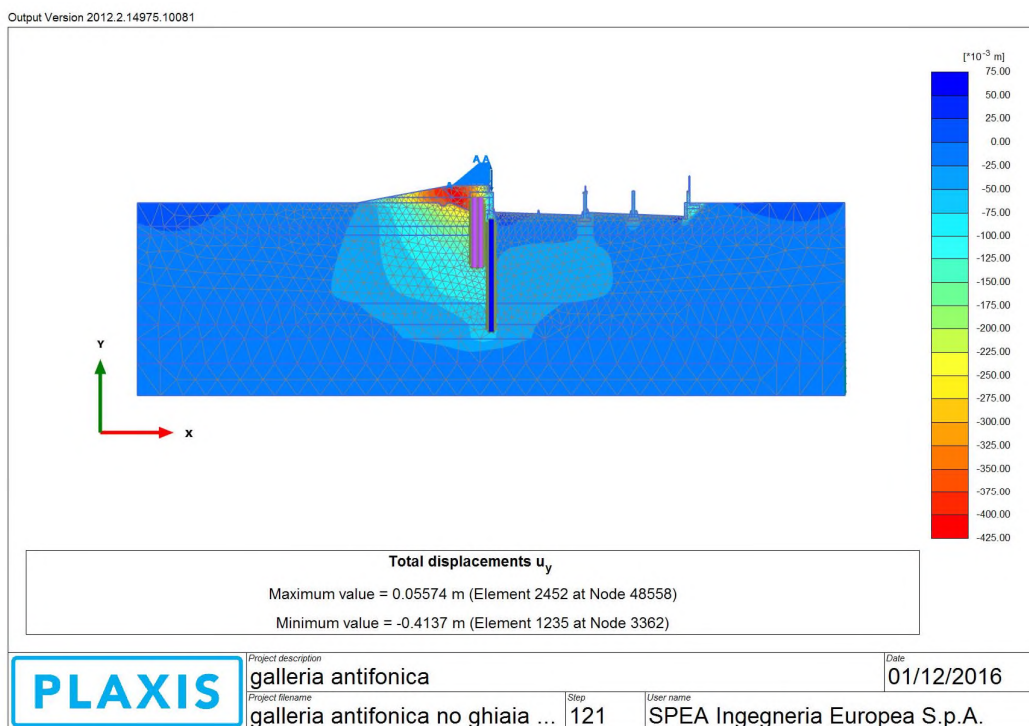 Output Version 2012.2.14975.10081
[*10-3 m]
75.00
50.00
25.00
0.00
-25.00
-50.00
-75.00
-100.00
-125.00
-150.00
-175.00
-200.00
-225.00
-250.00
-275.00
-300.00
-325.00
-350.00
-375.00
-400.00
-425.00
A A
A
Y
x
Total displacements uy
Maximum value = 0.05574 m (Element 2452 at Node 48558)
Minimum value = -0.4137 m (Element 1235 at Node 3362)
PLAXIS
Project description
galleria antifonica
Date
01/12/2016
Project filename
galleria antifonica no ghiaia ...
Step
121
User name
SPEA Ingegneria Europea S.p.A.